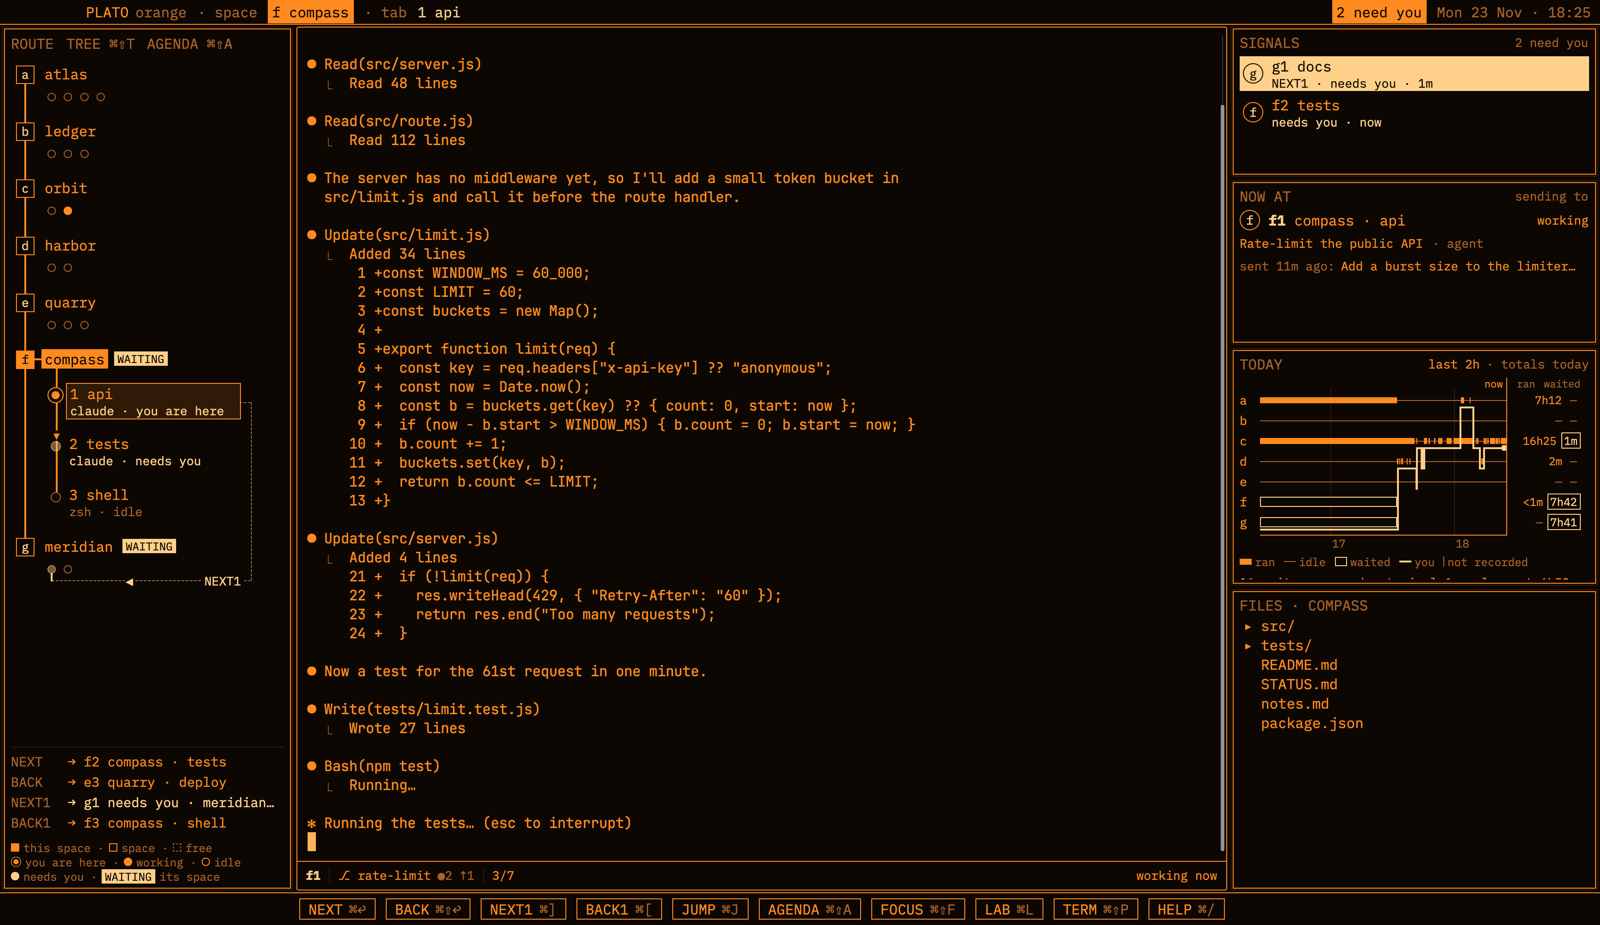 PLATO orange · space f compass · tab 1 api
2 need you Mon 23 Nov · 18:25
ROUTE TREE ⌘⇧T AGENDA ⌘⇧A
a atlas
b ledger
c orbit
d harbor
e quarry
f compass WAITING
1 api
claude · you are here
2 tests
claude · needs you
3 shell
zsh · idle
g meridian WAITING
NEXT1
NEXT → f2 compass · tests
BACK → e3 quarry · deploy
NEXT1 → g1 needs you · meridian…
BACK1 → f3 compass · shell
this space · space · free
you are here · working · idle
needs you · WAITING its space
● Read(src/server.js)
└ Read 48 lines
● Read(src/route.js)
└ Read 112 lines
● The server has no middleware yet, so I'll add a small token bucket in
src/limit.js and call it before the route handler.
● Update(src/limit.js)
└ Added 34 lines
1 +const WINDOW_MS = 60_000;
2 +const LIMIT = 60;
3 +const buckets = new Map();
4 +
5 +export function limit(req) {
6 +  const key = req.headers["x-api-key"] ?? "anonymous";
7 +  const now = Date.now();
8 +  const b = buckets.get(key) ?? { count: 0, start: now };
9 +  if (now - b.start > WINDOW_MS) { b.count = 0; b.start = now; }
10 +  b.count += 1;
11 +  buckets.set(key, b);
12 +  return b.count <= LIMIT;
13 +}
● Update(src/server.js)
└ Added 4 lines
21 +  if (!limit(req)) {
22 +    res.writeHead(429, { "Retry-After": "60" });
23 +    return res.end("Too many requests");
24 +  }
● Now a test for the 61st request in one minute.
● Write(tests/limit.test.js)
└ Wrote 27 lines
● Bash(npm test)
└ Running…
✻ Running the tests… (esc to interrupt)
f1 rate-limit ●2 ↑1 3/7 working now
SIGNALS 2 need you
g g1 docs
NEXT1 · needs you · 1m
f f2 tests
needs you · now
NOW AT sending to
f f1 compass · api working
Rate-limit the public API · agent
sent 11m ago: Add a burst size to the limiter…
TODAY last 2h · totals today
now ran waited
a 7h12 —
b — —
c 16h25 1m
d 2m —
e — —
f <1m 7h42
g — 7h41
17 18
ran idle waited you not recorded
FILES · COMPASS
▸ src/
▸ tests/
README.md
STATUS.md
notes.md
package.json
NEXT ⌘↩ BACK ⌘⇧↩ NEXT1 ⌘] BACK1 ⌘[ JUMP ⌘J AGENDA ⌘⇧A FOCUS ⌘⇧F LAB ⌘L TERM ⌘⇧P HELP ⌘/